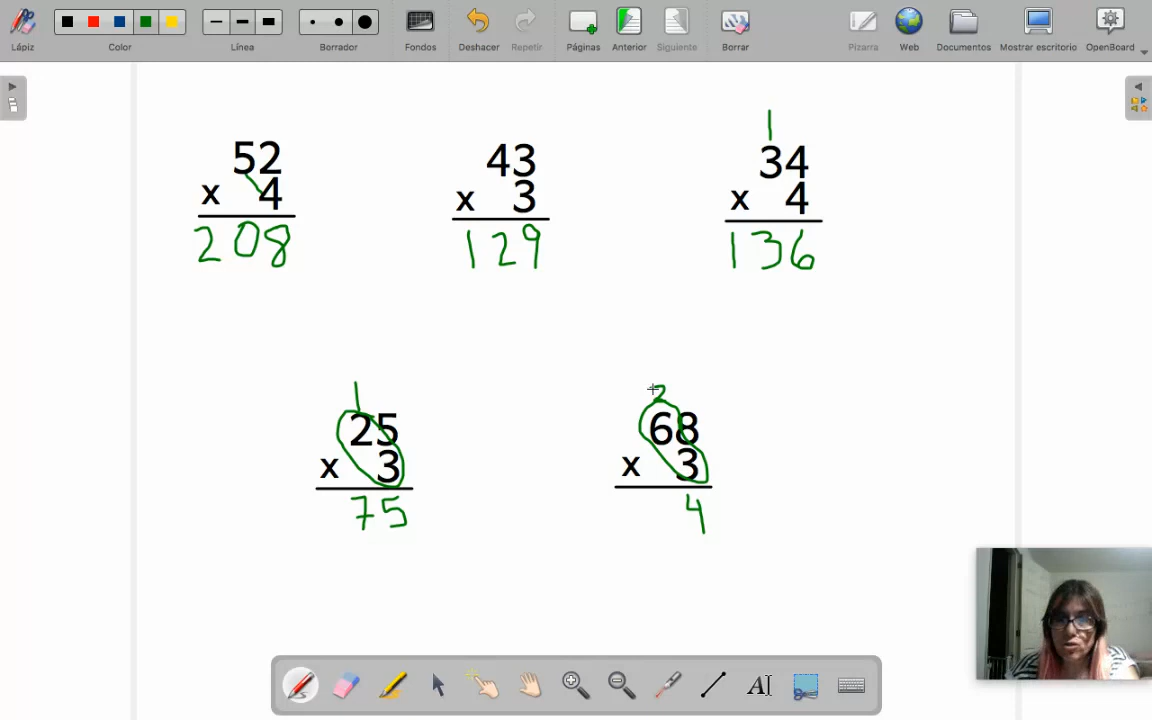 Lápiz Color Línea Borrador Fondos Deshacer Repetir Páginas Anterior Siguiente Borrar Pizarra Web Documentos Mostrar escritorio OpenBoard
52
x 4
208
43
x 3
129
1
34
x 4
136
1
25
x 3
75
2
68
x 3
4
AI